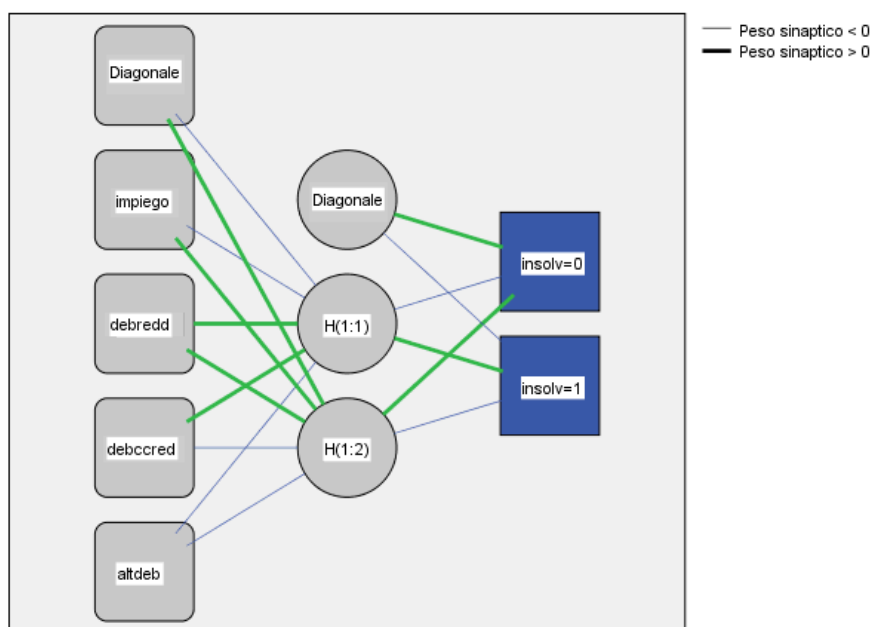 Peso sinaptico < 0
Peso sinaptico > 0
Diagonale
impiego
debredd
debccred
altdeb
Diagonale
H(1:1)
H(1:2)
insolv=0
insolv=1